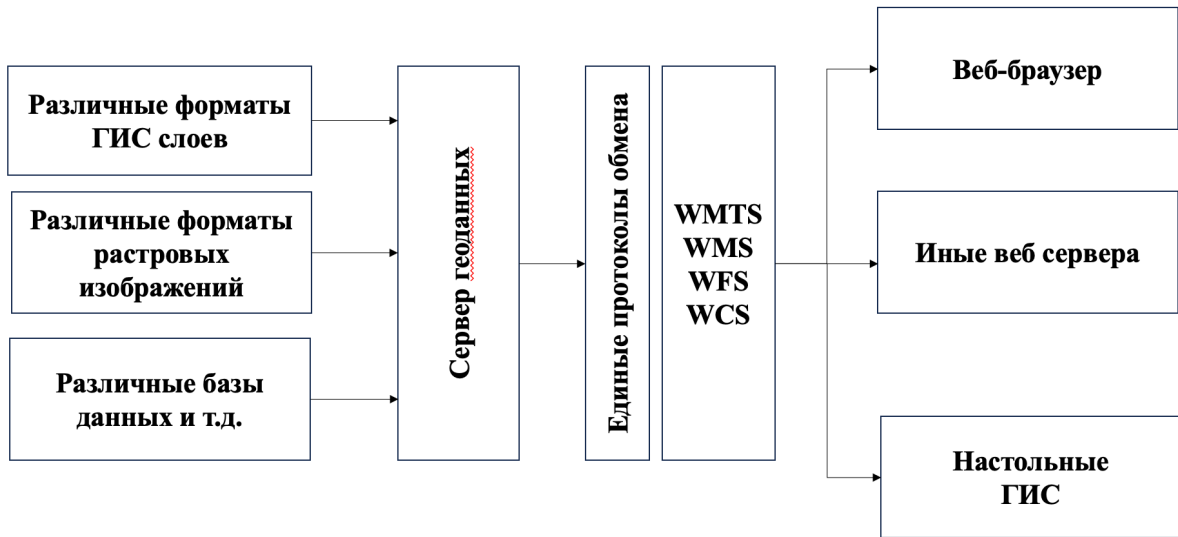 Различные форматы
ГИС слоев
Различные форматы
растровых
изображений
Различные базы
данных и т.д.
Сервер геоданных
Единые протоколы обмена
WMTS
WMS
WFS
WCS
Веб-браузер
Иные веб сервера
Настольные
ГИС